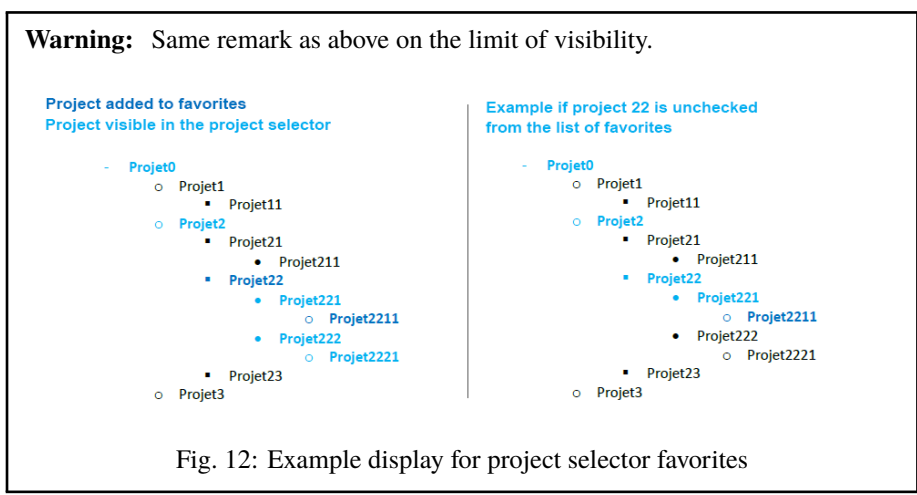 Warning: Same remark as above on the limit of visibility.
Project added to favorites
Project visible in the project selector
- Projet0
○ Projet1
▪ Projet11
○ Projet2
▪ Projet21
● Projet211
▪ Projet22
● Projet221
○ Projet2211
● Projet222
○ Projet2221
▪ Projet23
○ Projet3
Example if project 22 is unchecked
from the list of favorites
- Projet0
○ Projet1
▪ Projet11
○ Projet2
▪ Projet21
● Projet211
▪ Projet22
● Projet221
○ Projet2211
● Projet222
○ Projet2221
▪ Projet23
○ Projet3
Fig. 12: Example display for project selector favorites